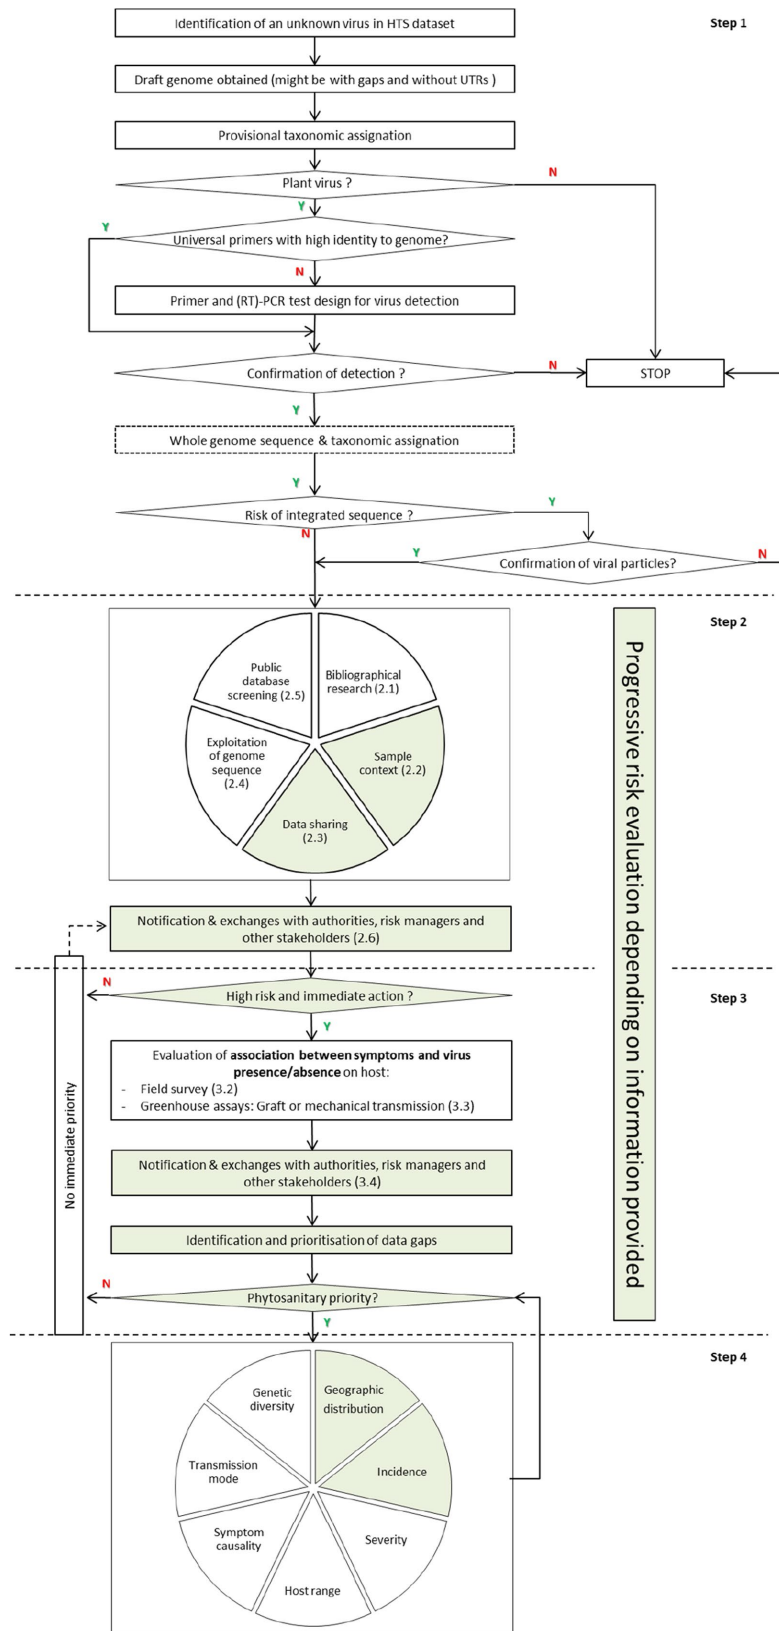 Identification of an unknown virus in HTS dataset
Step 1
Draft genome obtained (might be with gaps and without UTRs )
Provisional taxonomic assignation
Plant virus ?
N
Y
Y
Universal primers with high identity to genome?
N
Primer and (RT)-PCR test design for virus detection
Confirmation of detection ?
N
STOP
Y
Whole genome sequence & taxonomic assignation
Y
Risk of integrated sequence ?
Y
N
Y
Confirmation of viral particles?
N
Step 2
Public
database
screening (2.5)
Bibliographical
research (2.1)
Exploitation
of genome
sequence
(2.4)
Sample
context (2.2)
Data sharing
(2.3)
Progressive risk evaluation depending on information provided
Notification & exchanges with authorities, risk managers and
other stakeholders (2.6)
Step 3
N
High risk and immediate action ?
Y
Evaluation of association between symptoms and virus
presence/absence on host:
- Field survey (3.2)
- Greenhouse assays: Graft or mechanical transmission (3.3)
No immediate priority
Notification & exchanges with authorities, risk managers and
other stakeholders (3.4)
Identification and prioritisation of data gaps
N
Phytosanitary priority?
Y
Step 4
Genetic
diversity
Geographic
distribution
Transmission
mode
Incidence
Symptom
causality
Severity
Host range